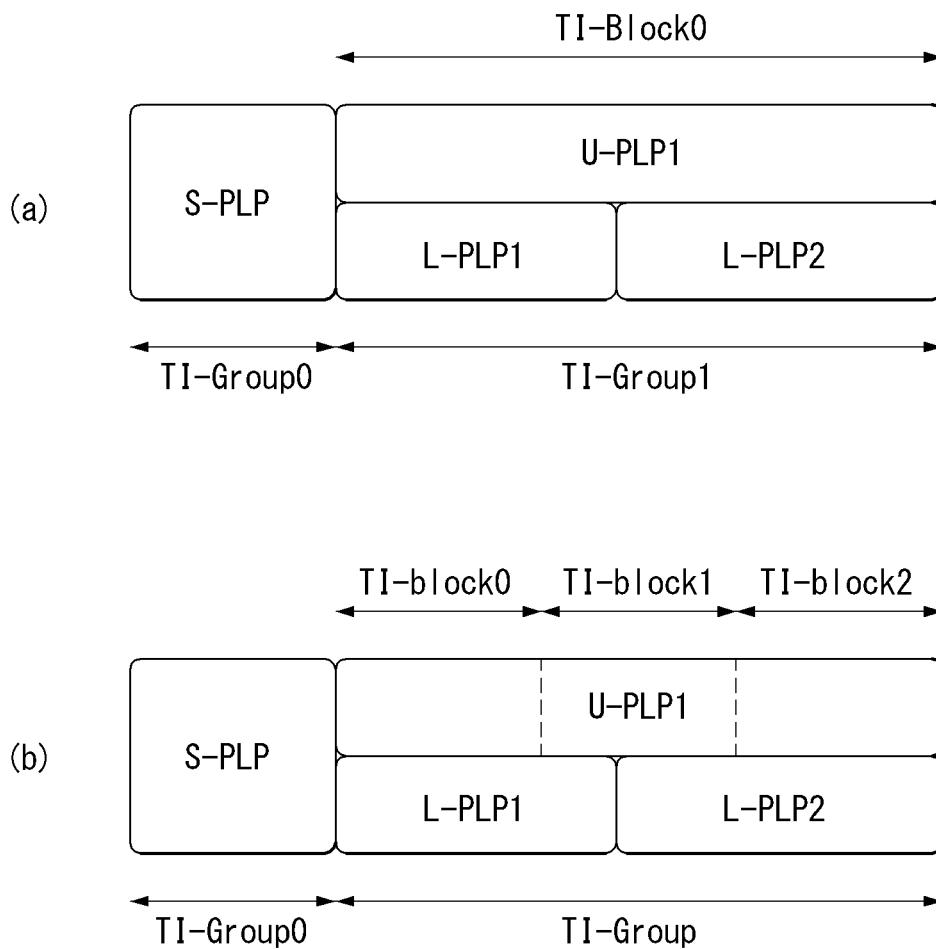 TI-Block0
U-PLP1
(a)
S-PLP
L-PLP1
L-PLP2
TI-Group0
TI-Group1
TI-block0
TI-block1
TI-block2
U-PLP1
(b)
S-PLP
L-PLP1
L-PLP2
TI-Group0
TI-Group